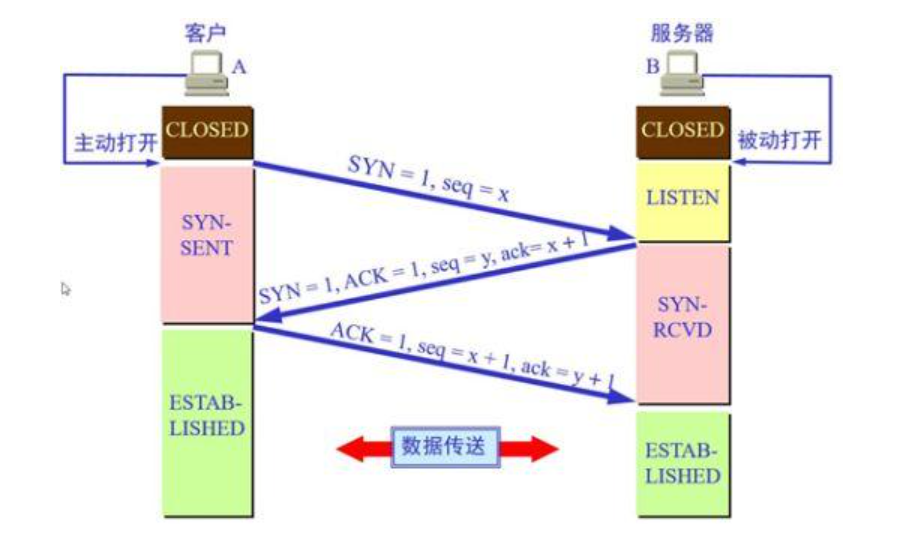 客户
服务器
A
B
CLOSED
CLOSED
主动打开
被动打开
SYN = 1, seq = x
LISTEN
SYN-
SENT
SYN = 1, ACK = 1, seq = y, ack= x + 1
SYN-
RCVD
ACK = 1, seq = x + 1, ack = y + 1
ESTAB-
LISHED
数据传送
ESTAB-
LISHED